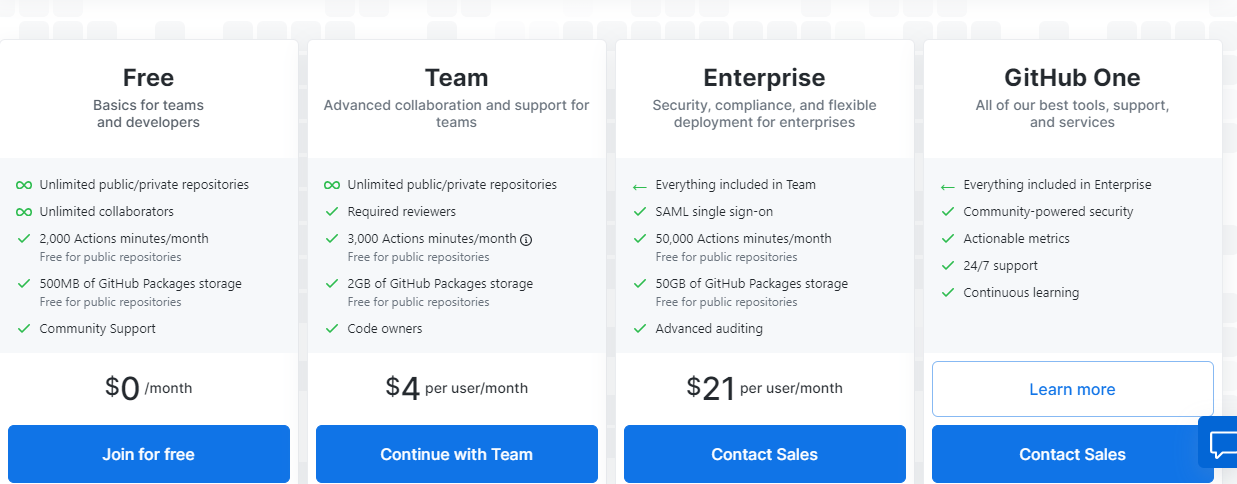 Free
Basics for teams
and developers
Unlimited public/private repositories
Unlimited collaborators
2,000 Actions minutes/month
Free for public repositories
500MB of GitHub Packages storage
Free for public repositories
Community Support
$0 /month
Join for free
Team
Advanced collaboration and support for
teams
Unlimited public/private repositories
Required reviewers
3,000 Actions minutes/month
Free for public repositories
2GB of GitHub Packages storage
Free for public repositories
Code owners
$4 per user/month
Continue with Team
Enterprise
Security, compliance, and flexible
deployment for enterprises
Everything included in Team
SAML single sign-on
50,000 Actions minutes/month
Free for public repositories
50GB of GitHub Packages storage
Free for public repositories
Advanced auditing
$21 per user/month
Contact Sales
GitHub One
All of our best tools, support,
and services
Everything included in Enterprise
Community-powered security
Actionable metrics
24/7 support
Continuous learning
Learn more
Contact Sales